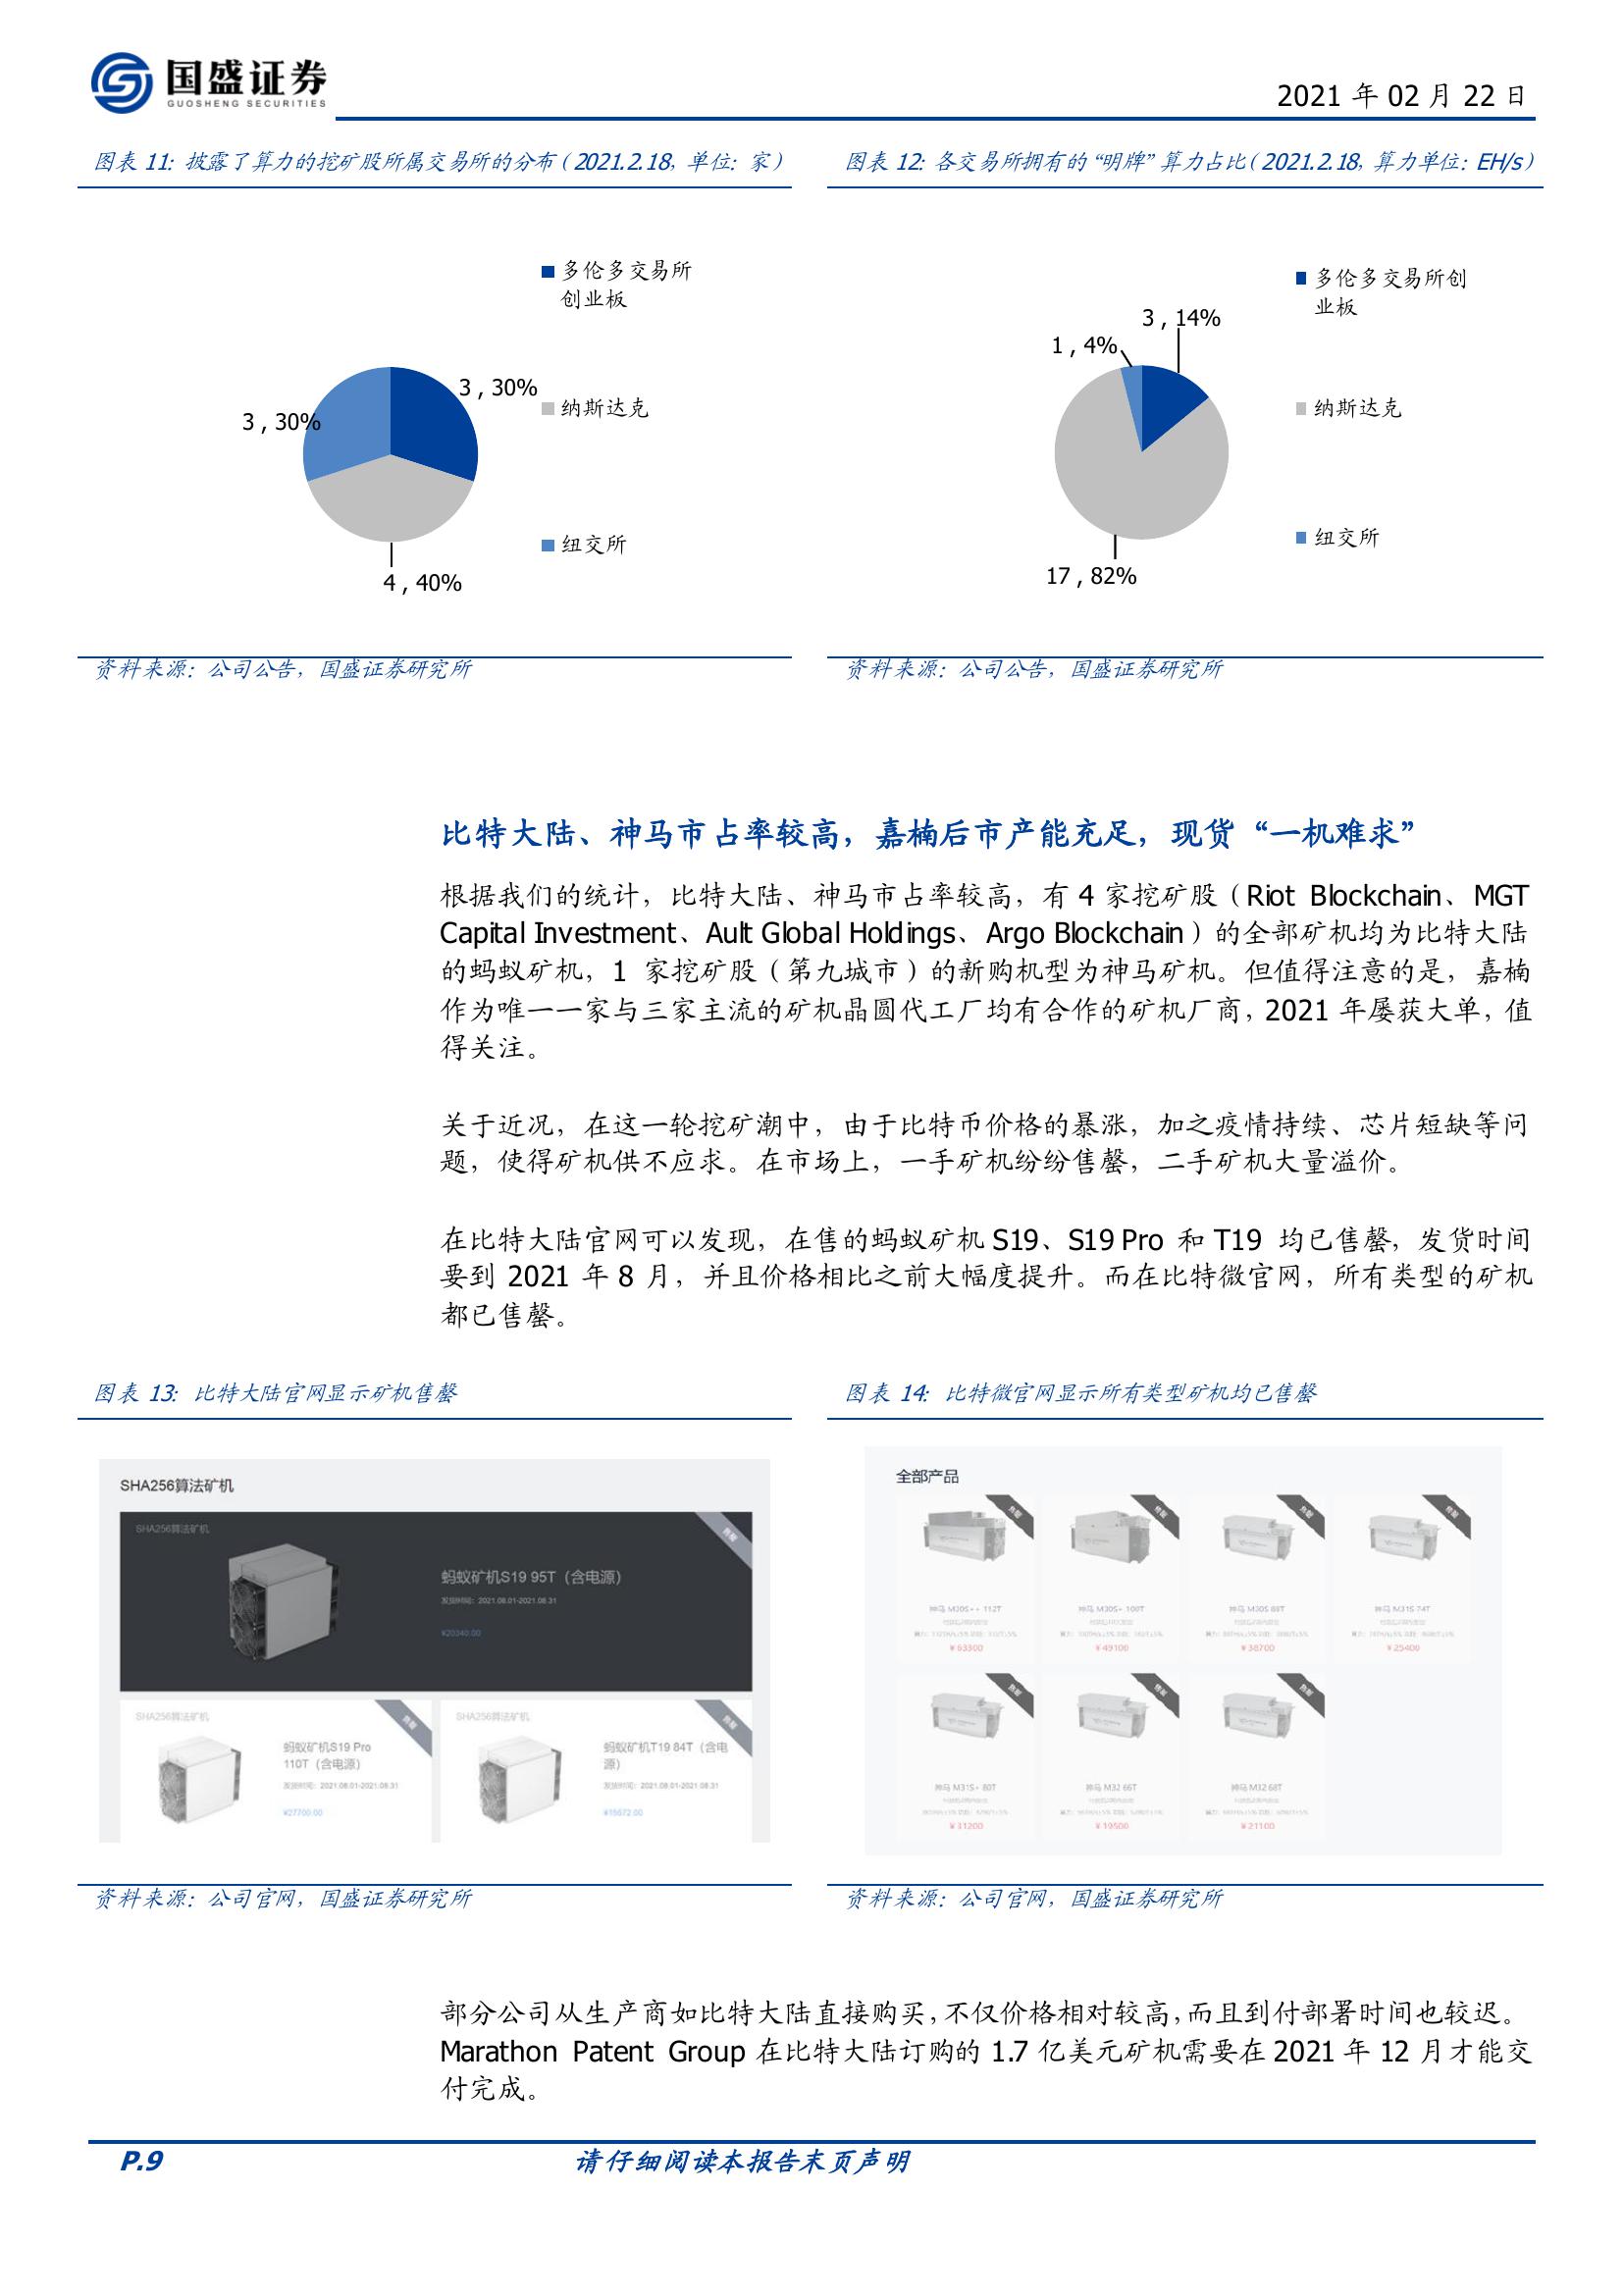 国盛证券
GUOSHENG SECURITIES
2021 年 02 月 22 日
图表 11：披露了算力的挖矿股所属交易所的分布（2021.2.18，单位：家）
多伦多交易所
创业板
3 , 30%
纳斯达克
3 , 30%
纽交所
4 , 40%
资料来源：公司公告，国盛证券研究所
图表 12：各交易所拥有的“明牌”算力占比（2021.2.18，算力单位：EH/s）
多伦多交易所创
业板
3 , 14%
1 , 4%
纳斯达克
纽交所
17 , 82%
资料来源：公司公告，国盛证券研究所
比特大陆、神马市占率较高，嘉楠后市产能充足，现货“一机难求”
根据我们的统计，比特大陆、神马市占率较高，有 4 家挖矿股（Riot Blockchain、MGT
Capital Investment、Ault Global Holdings、Argo Blockchain）的全部矿机均为比特大陆
的蚂蚁矿机，1 家挖矿股（第九城市）的新购机型为神马矿机。但值得注意的是，嘉楠
作为唯一一家与三家主流的矿机晶圆代工厂均有合作的矿机厂商，2021 年屡获大单，值
得关注。
关于近况，在这一轮挖矿潮中，由于比特币价格的暴涨，加之疫情持续、芯片短缺等问
题，使得矿机供不应求。在市场上，一手矿机纷纷售罄，二手矿机大量溢价。
在比特大陆官网可以发现，在售的蚂蚁矿机 S19、S19 Pro 和 T19 均已售罄，发货时间
要到 2021 年 8 月，并且价格相比之前大幅度提升。而在比特微官网，所有类型的矿机
都已售罄。
图表 13：比特大陆官网显示矿机售罄
SHA256算法矿机
SHA256算法矿机
售罄
蚂蚁矿机S19 95T（含电源）
发货时间：2021.08.01-2021.08.31
¥20340.00
SHA256算法矿机
售罄
蚂蚁矿机S19 Pro
110T（含电源）
发货时间：2021.08.01-2021.08.31
¥27700.00
SHA256算法矿机
售罄
蚂蚁矿机T19 84T（含电
源）
发货时间：2021.08.01-2021.08.31
¥15672.00
资料来源：公司官网，国盛证券研究所
图表 14：比特微官网显示所有类型矿机均已售罄
全部产品
售罄
售罄
售罄
售罄
神马 112T
神马 M30S+ 100T
神马 M30S 88T
神马 M31S 74T
¥63300
¥49100
¥38700
¥25400
售罄
售罄
售罄
神马 M31S+ 80T
神马 M32 66T
神马 M32 68T
¥31200
¥19500
¥21100
资料来源：公司官网，国盛证券研究所
部分公司从生产商如比特大陆直接购买，不仅价格相对较高，而且到付部署时间也较迟。
Marathon Patent Group 在比特大陆订购的 1.7 亿美元矿机需要在 2021 年 12 月才能交
付完成。
P.9
请仔细阅读本报告末页声明